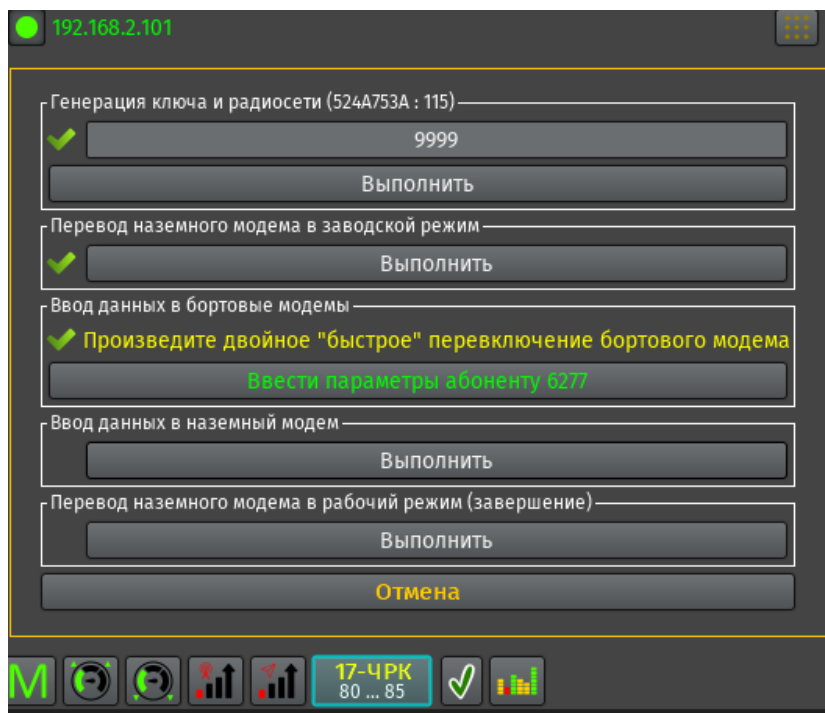 192.168.2.101
Генерация ключа и радиосети (524A753A : 115)
9999
Выполнить
Перевод наземного модема в заводской режим
Выполнить
Ввод данных в бортовые модемы
Произведите двойное "быстрое" перевключение бортового модема
Ввести параметры абоненту 6277
Ввод данных в наземный модем
Выполнить
Перевод наземного модема в рабочий режим (завершение)
Выполнить
Отмена
M
17-ЧРК
80 ... 85